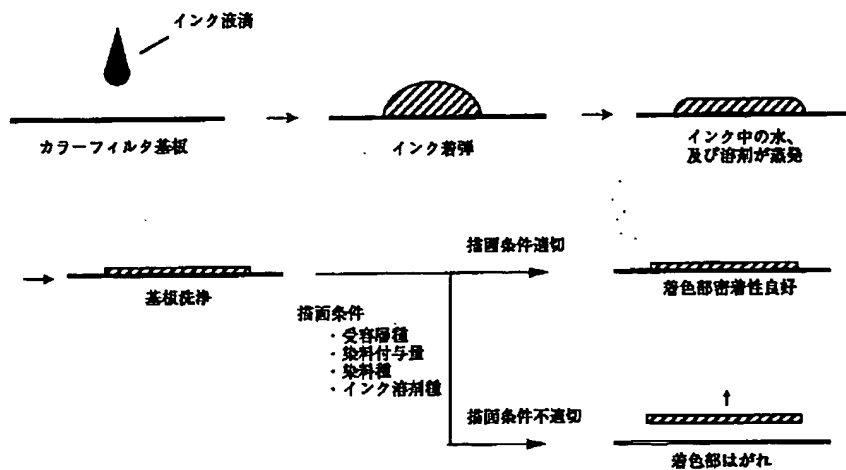 インク液滴
カラーフィルタ基板
インク着弾
インク中の水、
及び溶剤が蒸発
基板洗浄
描画条件
・受容層種
・染料付与量
・染料種
・インク溶剤種
描画条件適切
着色部密着性良好
描画条件不適切
着色部はがれ